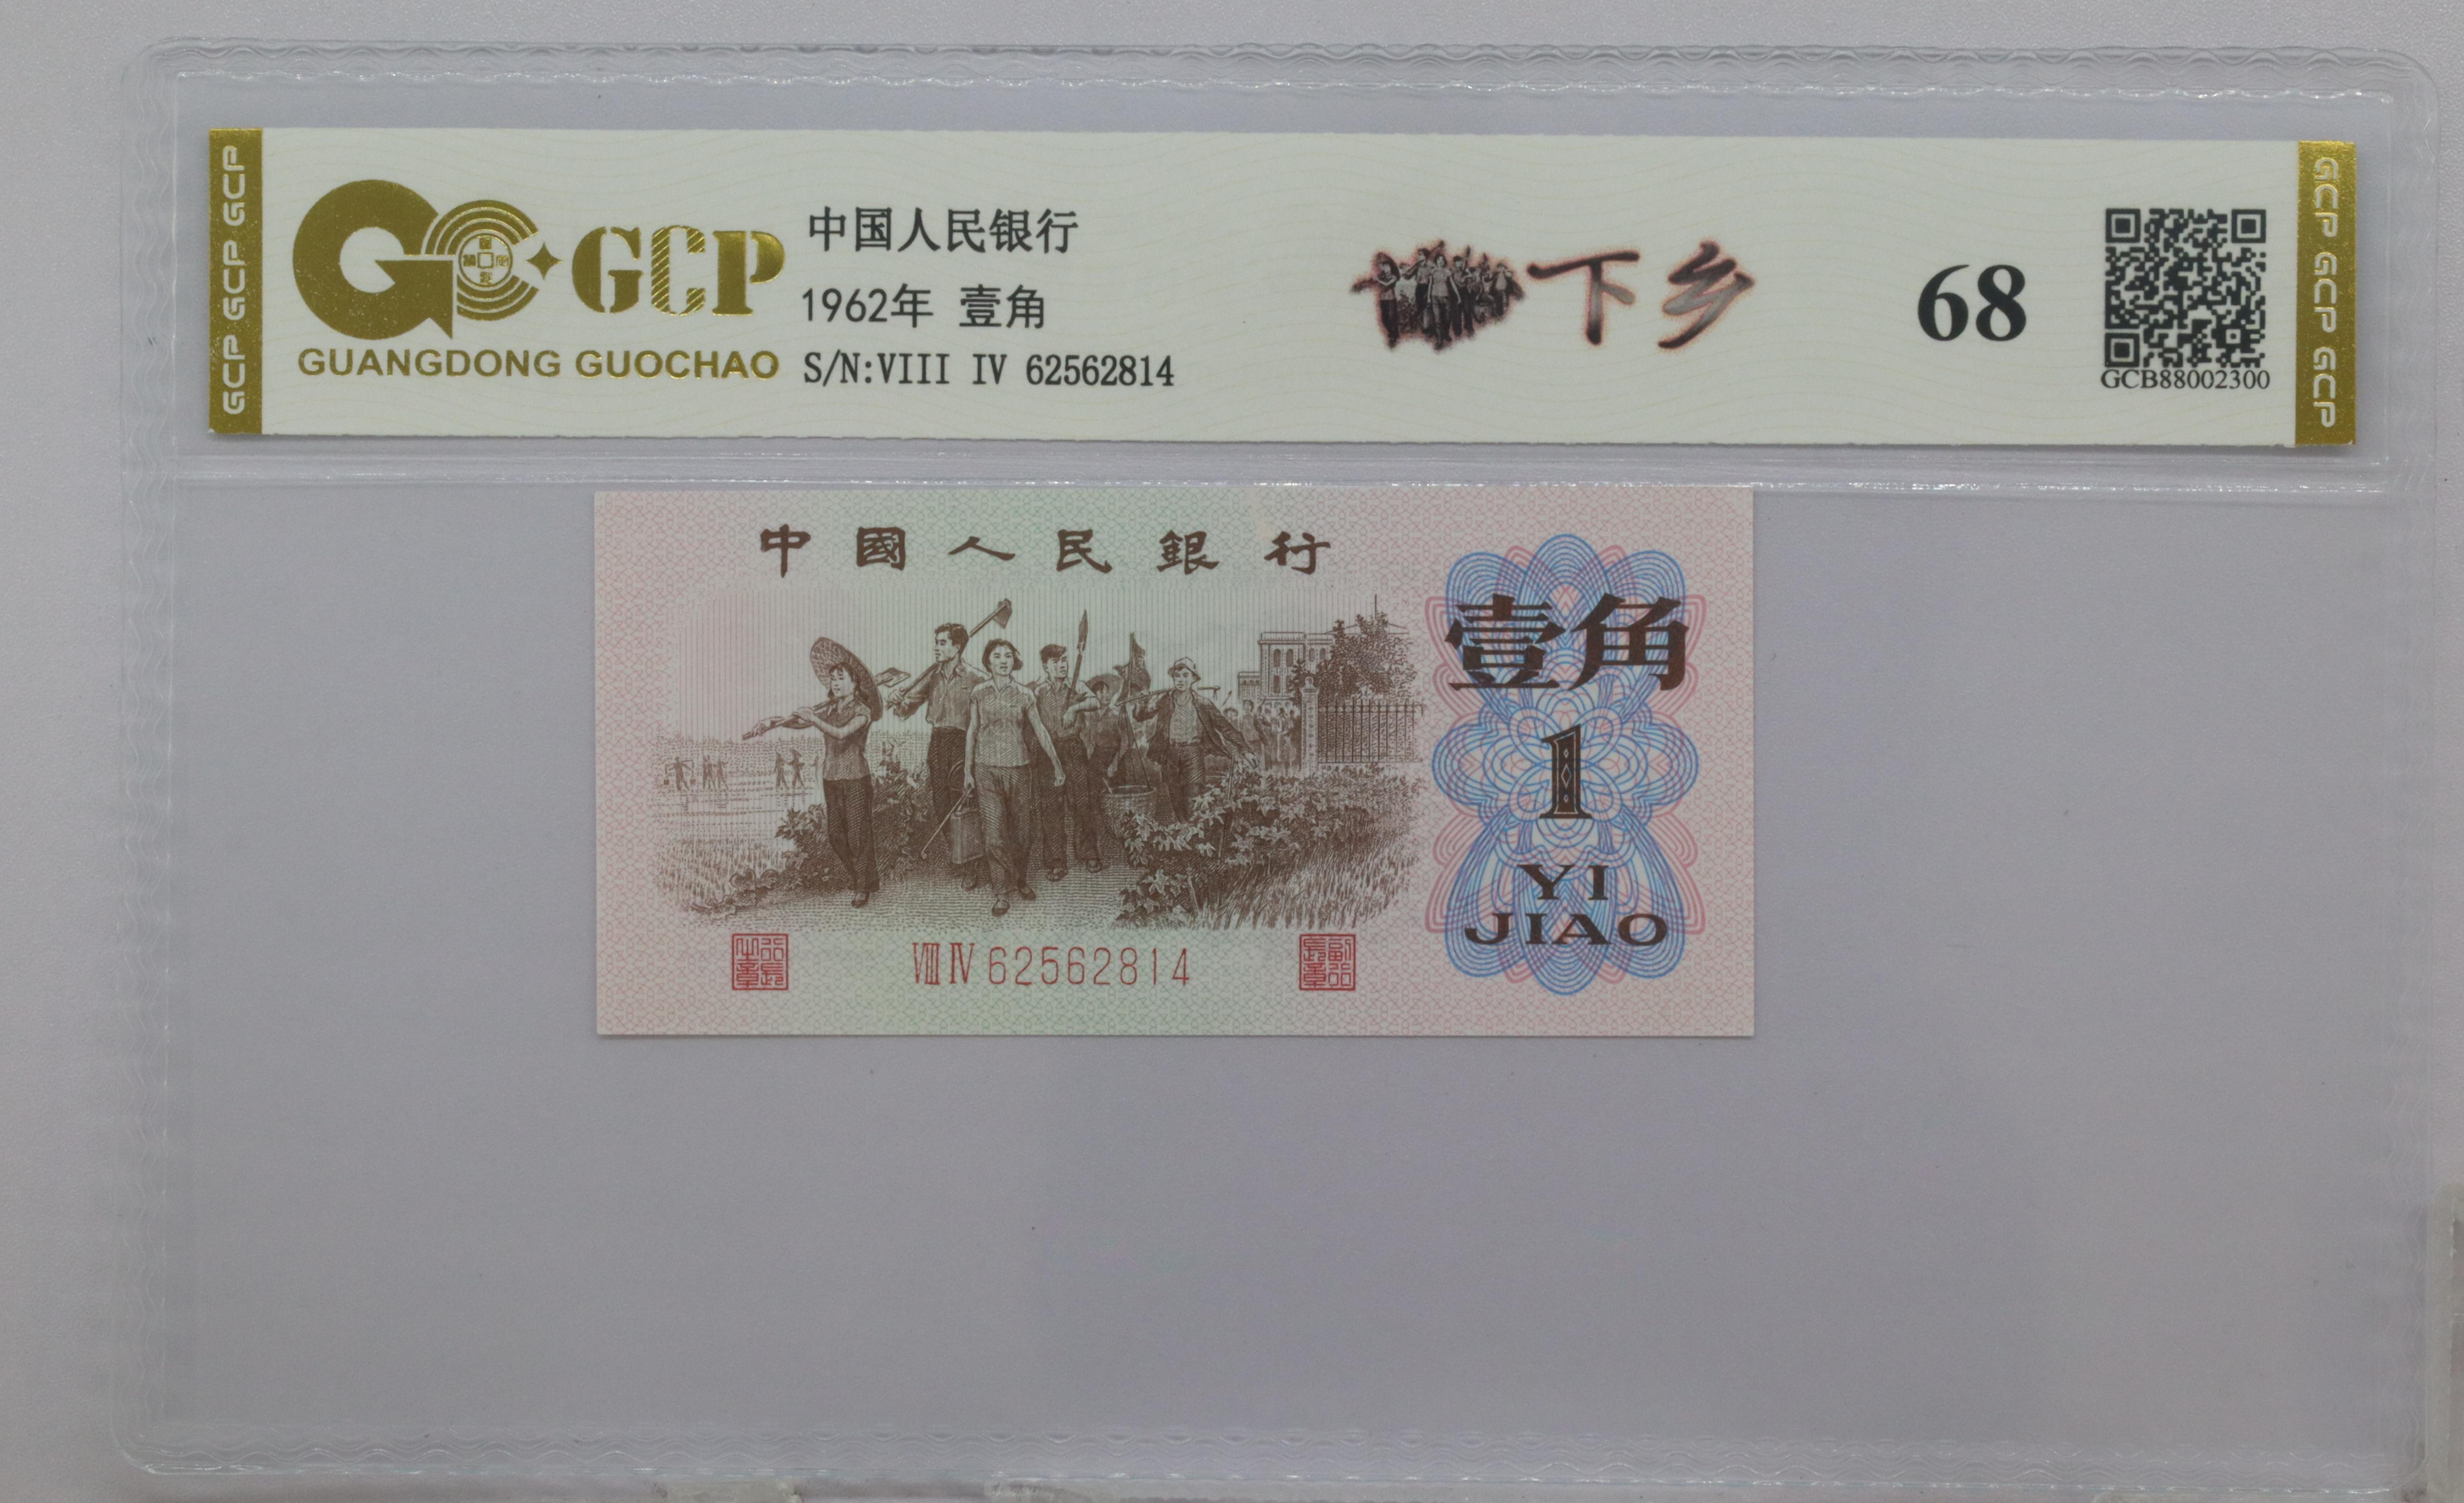 GCP GCP GCP
GCP
GUANGDONG GUOCHAO
中国人民银行
1962年 壹角
S/N:VIII IV 62562814
下乡
68
GCB88002300
GCP GCP GCP
中國人民銀行
壹角
1
YI
JIAO
VIII IV 62562814